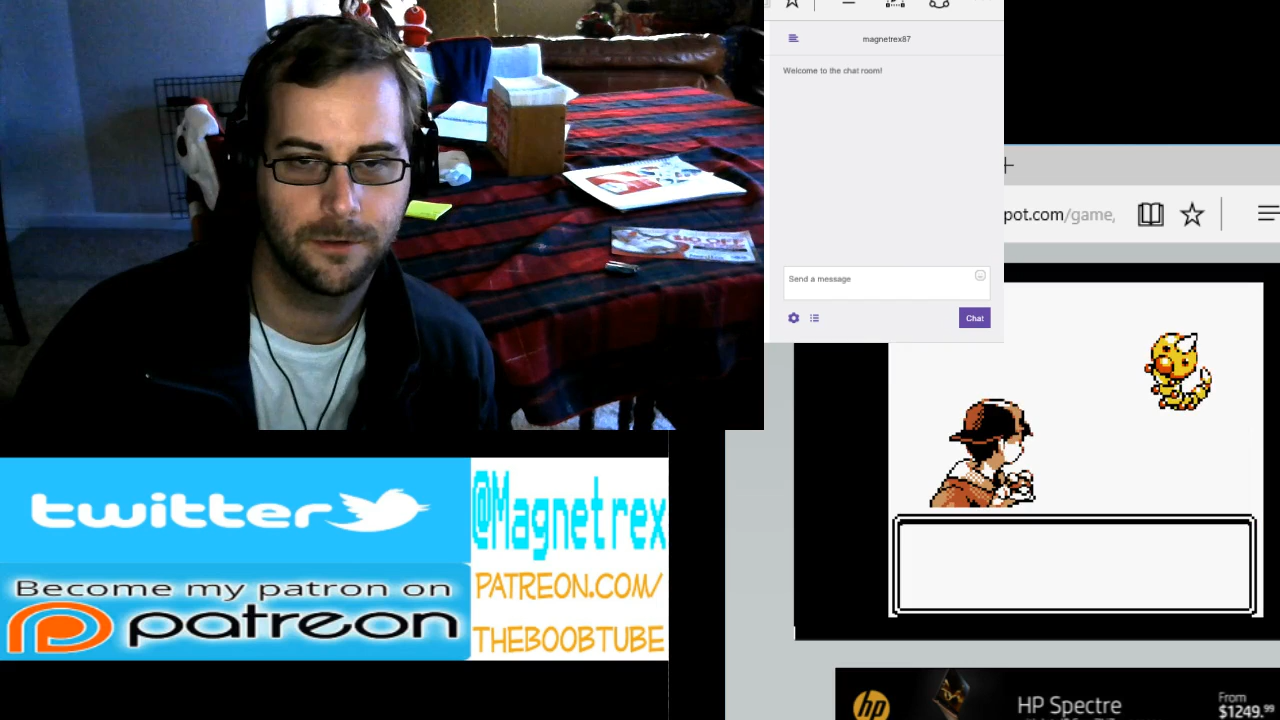 magnetrex87
Welcome to the chat room!
Send a message
Chat
pot.com/game,
twitter
@Magnetrex
Become my patron on
patreon
PATREON.COM/
THEBOOBTUBE
hp
HP Spectre
From
$1249.99